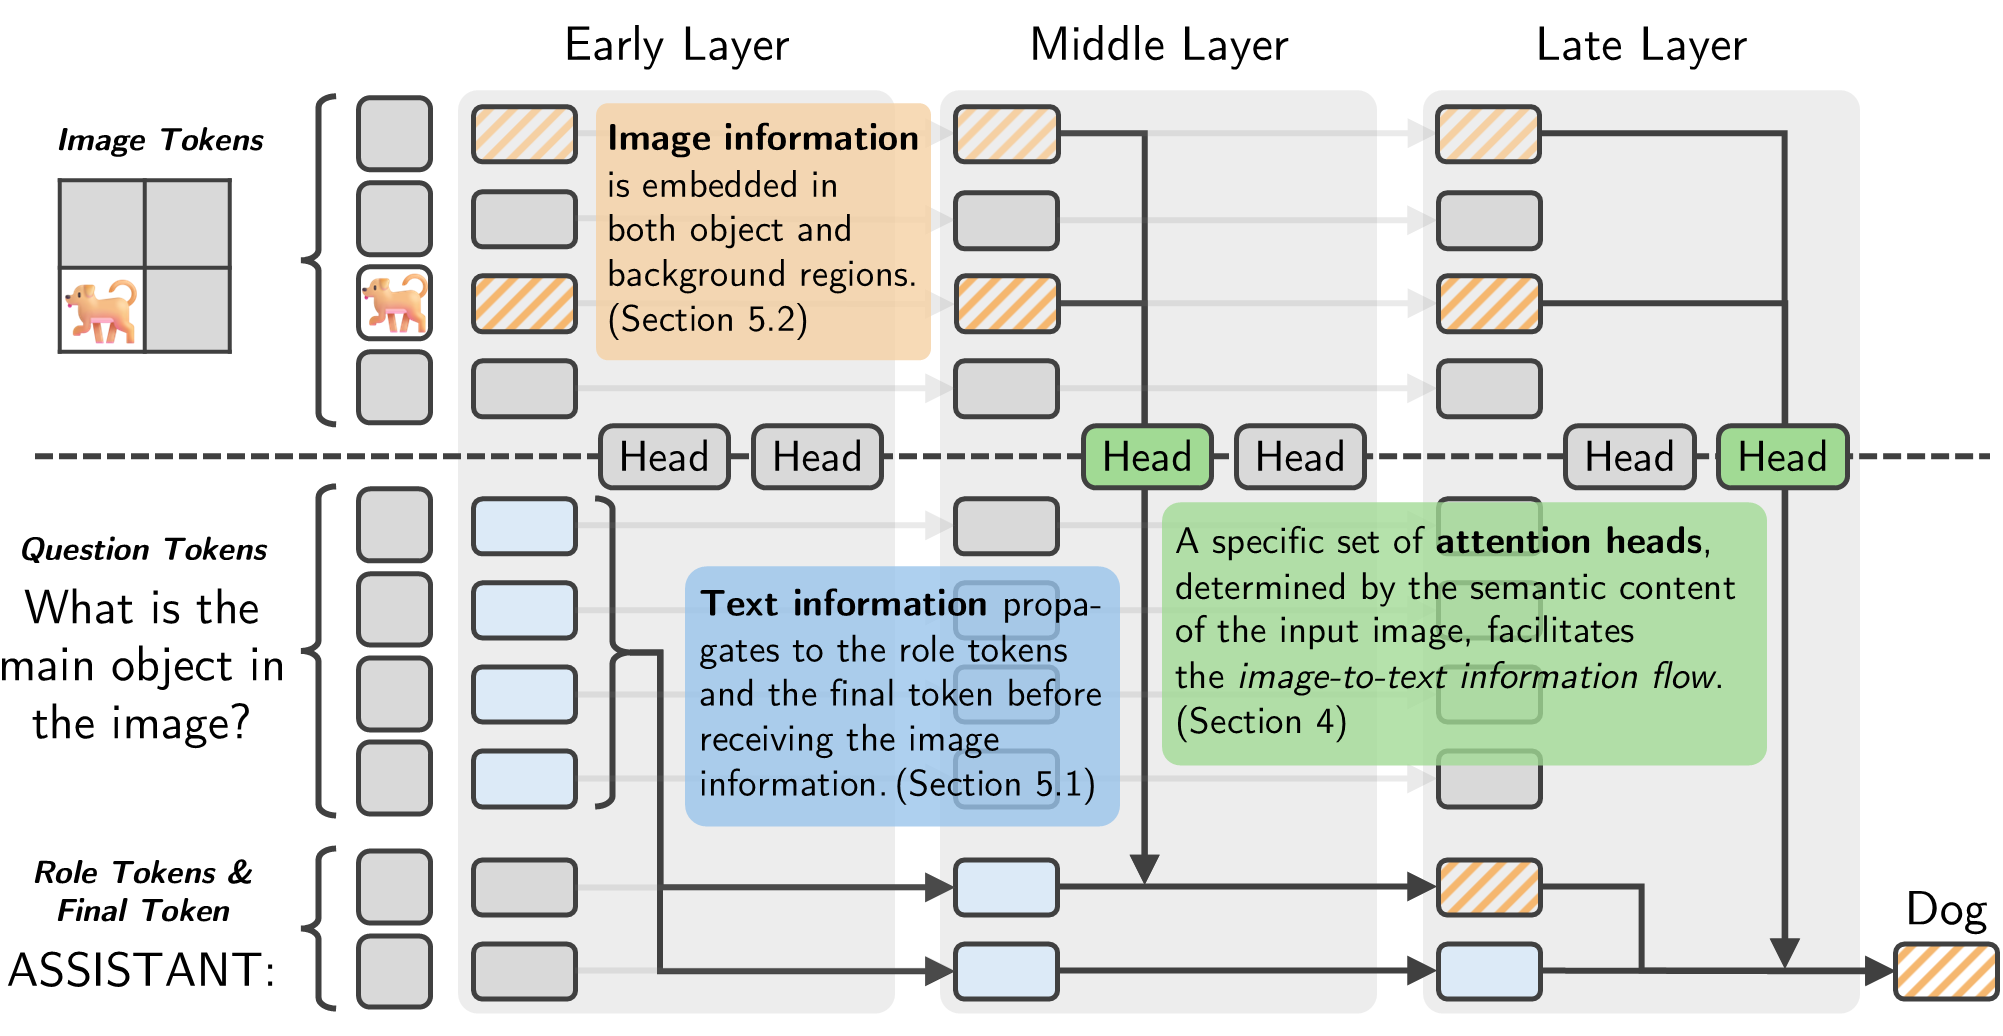 Early Layer
Middle Layer
Late Layer
Image Tokens
Image information
is embedded in
both object and
background regions.
(Section 5.2)
Head
Head
Head
Head
Head
Head
Question Tokens
What is the
main object in
the image?
Text information propa-
gates to the role tokens
and the final token before
receiving the image
information. (Section 5.1)
A specific set of attention heads,
determined by the semantic content
of the input image, facilitates
the image-to-text information flow.
(Section 4)
Role Tokens &
Final Token
ASSISTANT:
Dog